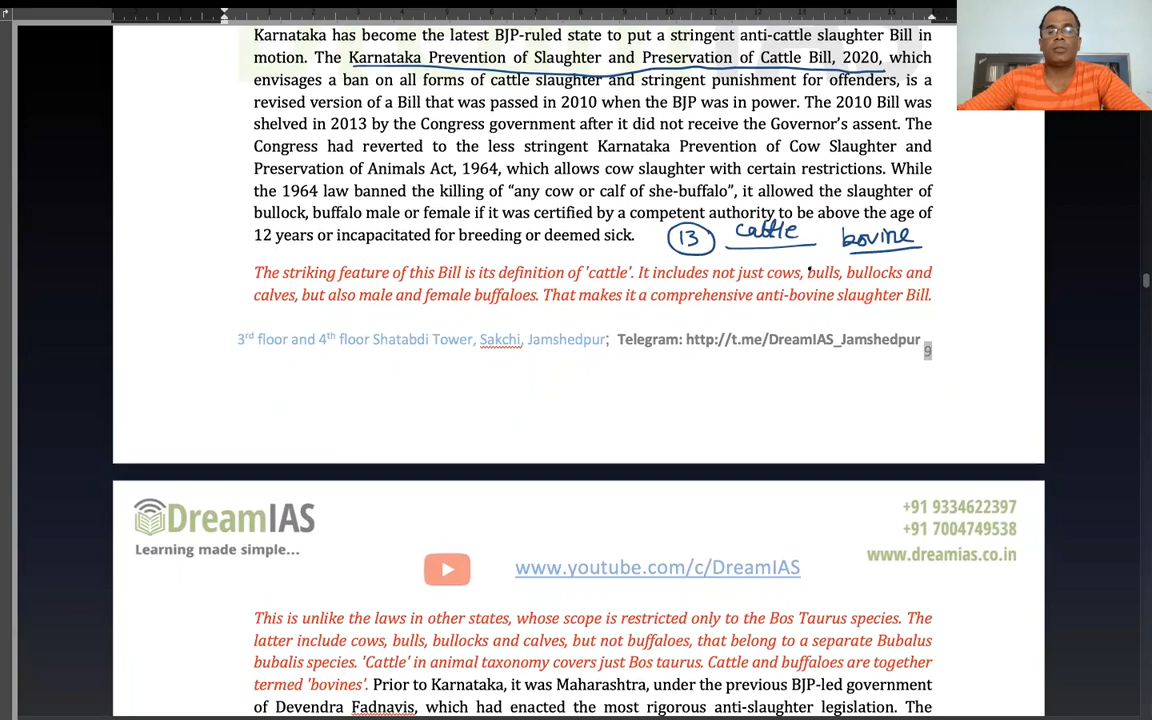 Karnataka has become the latest BJP-ruled state to put a stringent anti-cattle slaughter Bill in
motion. The Karnataka Prevention of Slaughter and Preservation of Cattle Bill, 2020, which
envisages a ban on all forms of cattle slaughter and stringent punishment for offenders, is a
revised version of a Bill that was passed in 2010 when the BJP was in power. The 2010 Bill was
shelved in 2013 by the Congress government after it did not receive the Governor's assent. The
Congress had reverted to the less stringent Karnataka Prevention of Cow Slaughter and
Preservation of Animals Act, 1964, which allows cow slaughter with certain restrictions. While
the 1964 law banned the killing of “any cow or calf of she-buffalo”, it allowed the slaughter of
bullock, buffalo male or female if it was certified by a competent authority to be above the age of
12 years or incapacitated for breeding or deemed sick.
13 cattle bovine
The striking feature of this Bill is its definition of 'cattle'. It includes not just cows, bulls, bullocks and
calves, but also male and female buffaloes. That makes it a comprehensive anti-bovine slaughter Bill.
3rd floor and 4th floor Shatabdi Tower, Sakchi, Jamshedpur; Telegram: http://t.me/DreamIAS_Jamshedpur
9
DreamIAS
Learning made simple...
+91 9334622397
+91 7004749538
www.dreamias.co.in
www.youtube.com/c/DreamIAS
This is unlike the laws in other states, whose scope is restricted only to the Bos Taurus species. The
latter include cows, bulls, bullocks and calves, but not buffaloes, that belong to a separate Bubalus
bubalis species. 'Cattle' in animal taxonomy covers just Bos taurus. Cattle and buffaloes are together
termed 'bovines'. Prior to Karnataka, it was Maharashtra, under the previous BJP-led government
of Devendra Fadnavis, which had enacted the most rigorous anti-slaughter legislation. The